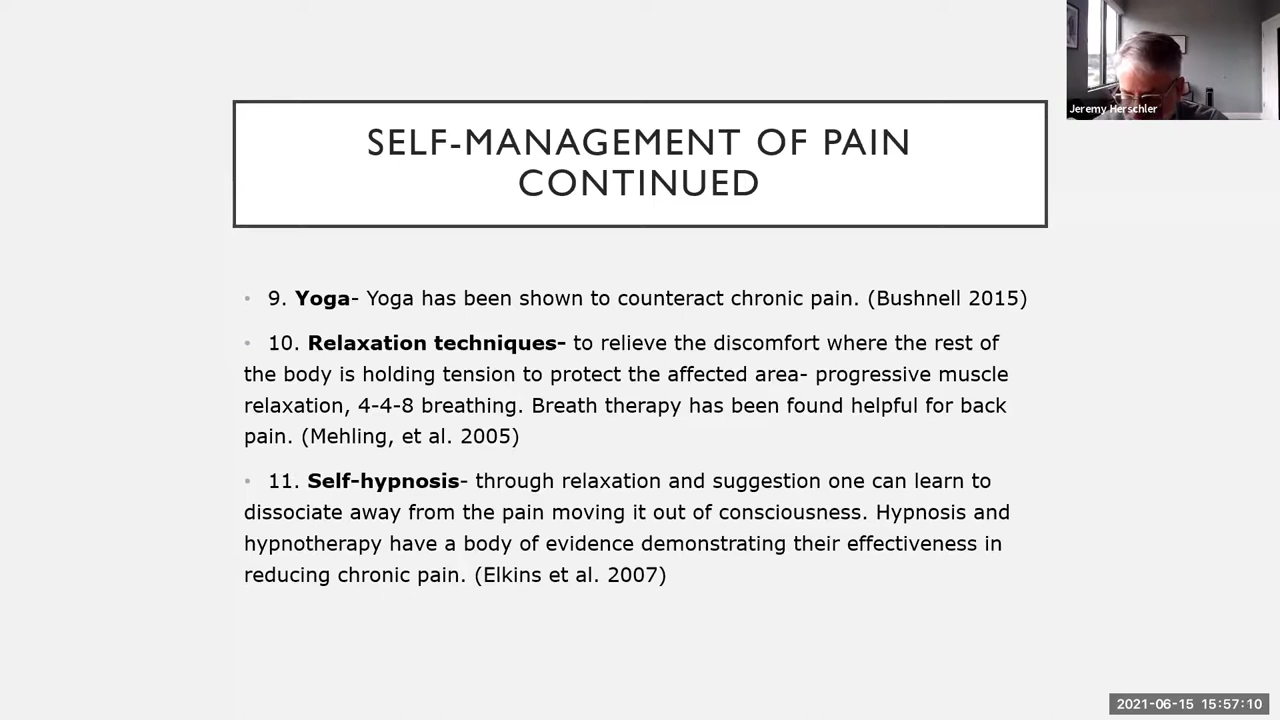 Jeremy Herschler
SELF-MANAGEMENT OF PAIN
CONTINUED
• 9. Yoga- Yoga has been shown to counteract chronic pain. (Bushnell 2015)
• 10. Relaxation techniques- to relieve the discomfort where the rest of
the body is holding tension to protect the affected area- progressive muscle
relaxation, 4-4-8 breathing. Breath therapy has been found helpful for back
pain. (Mehling, et al. 2005)
• 11. Self-hypnosis- through relaxation and suggestion one can learn to
dissociate away from the pain moving it out of consciousness. Hypnosis and
hypnotherapy have a body of evidence demonstrating their effectiveness in
reducing chronic pain. (Elkins et al. 2007)
2021-06-15 15:57:10